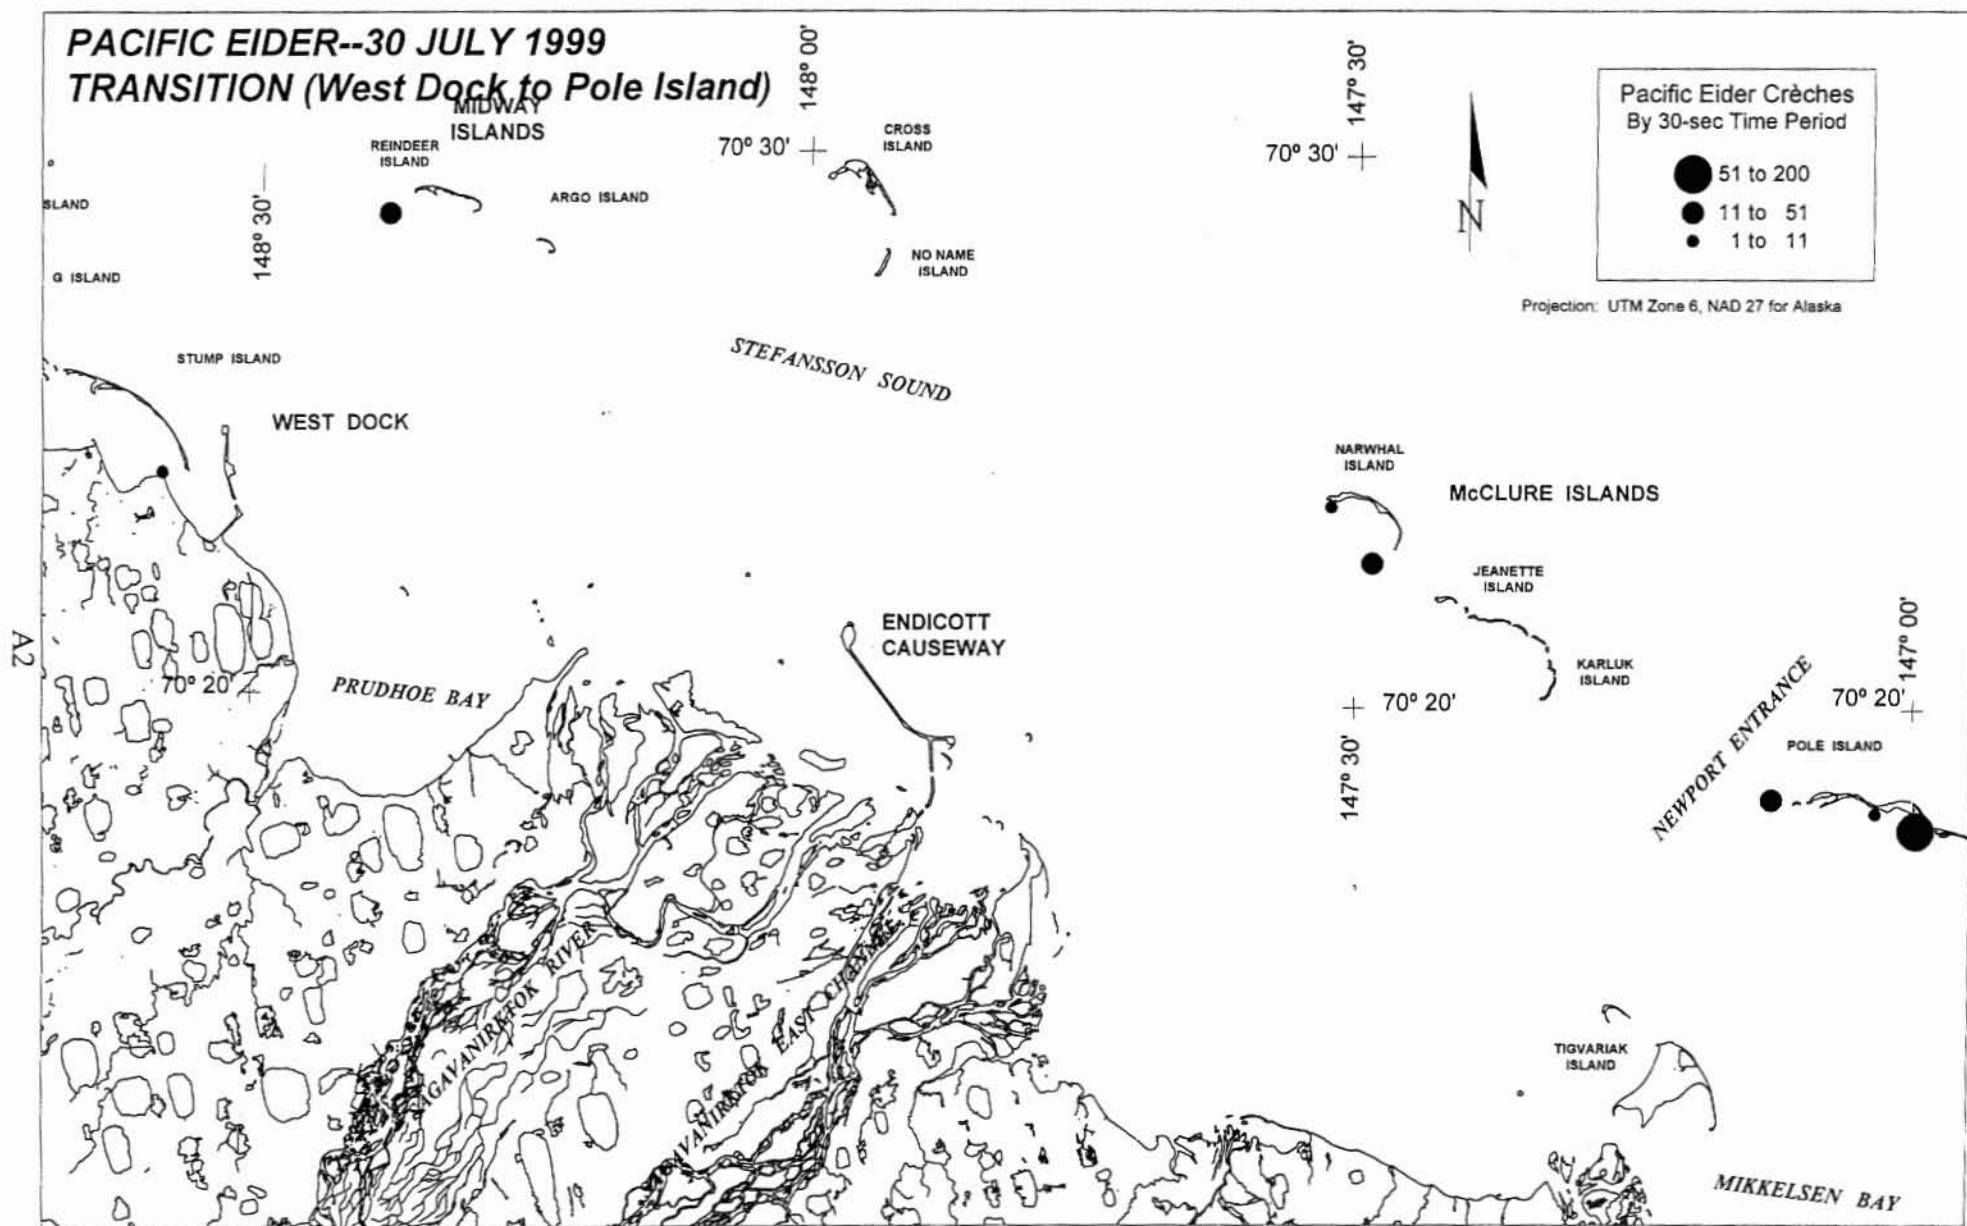 PACIFIC EIDER--30 JULY 1999
TRANSITION (West Dock to Pole Island)
MIDWAY
ISLANDS
REINDEER
ISLAND
ARGO ISLAND
148° 30'
148° 00'
70° 30'
CROSS
ISLAND
NO NAME
ISLAND
147° 30'
70° 30'
N
Pacific Eider Crèches
By 30-sec Time Period
51 to 200
11 to 51
1 to 11
Projection: UTM Zone 6, NAD 27 for Alaska
SLAND
G ISLAND
STUMP ISLAND
WEST DOCK
STEFANSSON SOUND
NARWHAL
ISLAND
McCLURE ISLANDS
JEANETTE
ISLAND
KARLUK
ISLAND
ENDICOTT
CAUSEWAY
A2
70° 20'
PRUDHOE BAY
70° 20'
147° 30'
NEWPORT ENTRANCE
147° 00'
70° 20'
POLE ISLAND
AGAVANIRKTOK RIVER
AVANIRKTOK EAST CHANNEL
TIGVARIAK
ISLAND
MIKKELSEN BAY